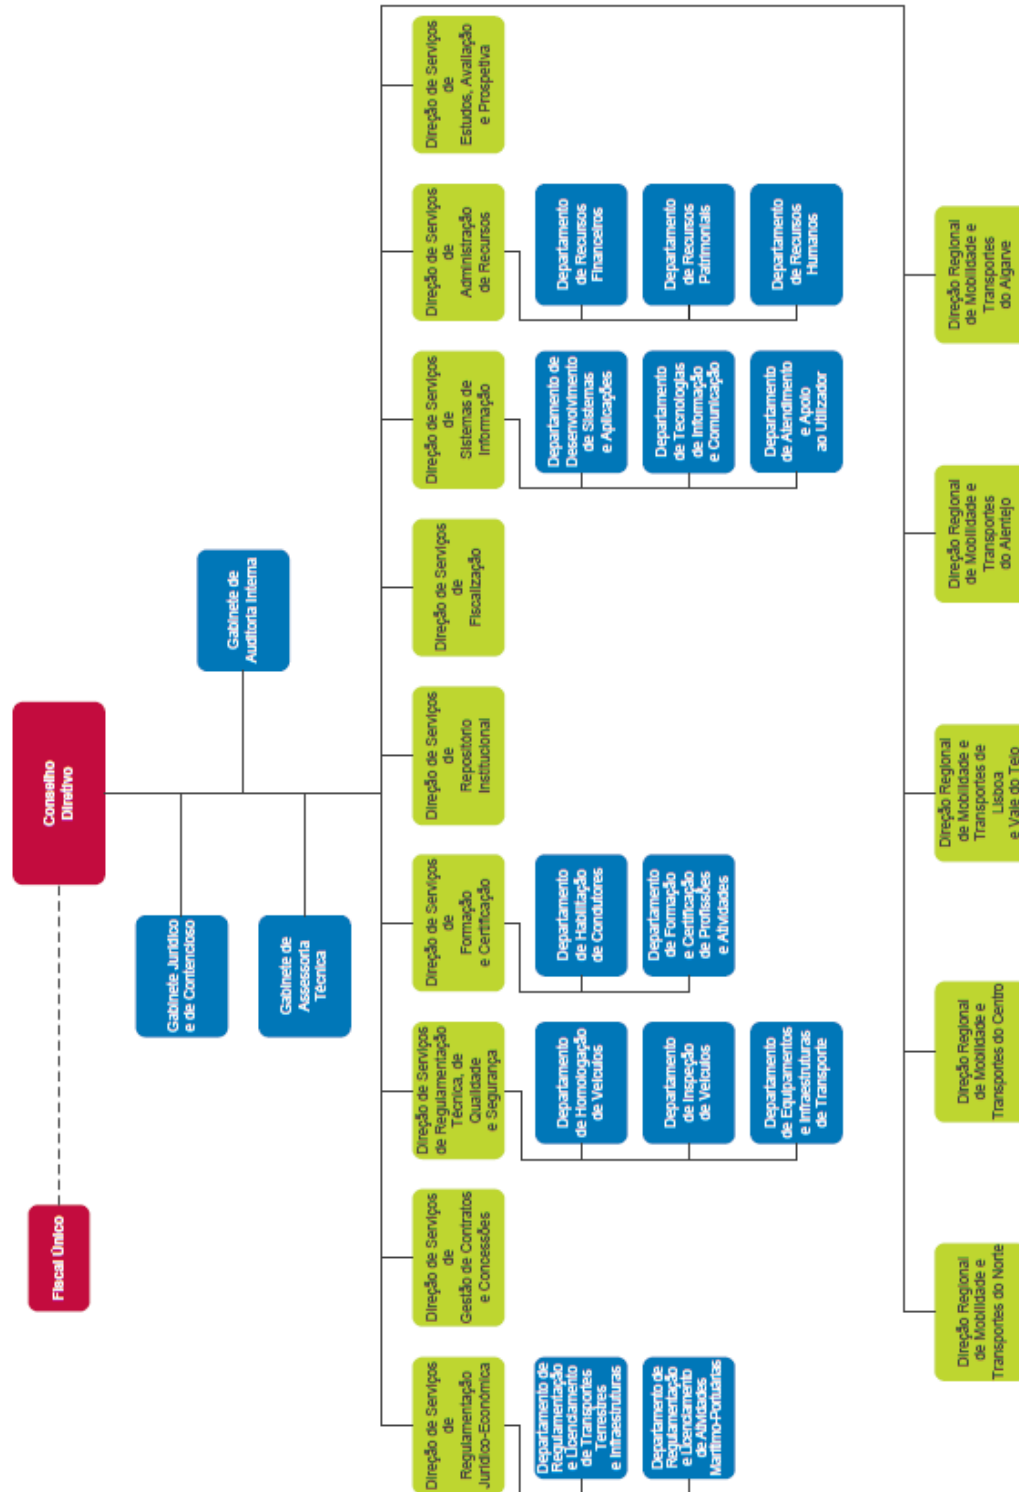 Conselho
Diretivo
Fiscal Único
Gabinete de
Auditoria Interna
Gabinete Jurídico
e de Contencioso
Gabinete de
Assessoria
Técnica
Direção de Serviços
de
Regulamentação
Jurídico-Económica
Direção de Serviços
de
Gestão de Contratos
e Concessões
Direção de Serviços
de Regulamentação
Técnica, de
Qualidade
e Segurança
Direção de Serviços
de
Formação
e Certificação
Direção de Serviços
de
Repositório
Institucional
Direção de Serviços
de
Fiscalização
Direção de Serviços
de
Sistemas de
Informação
Direção de Serviços
de
Administração
de Recursos
Direção de Serviços
de
Estudos, Avaliação
e Prospetiva
Departamento de
Regulamentação
e Licenciamento
de Transportes
Terrestres
e Infraestruturas
Departamento de
Regulamentação
e Licenciamento
de Atividades
Marítimo-Portuárias
Departamento
de Homologação
de Veículos
Departamento
de Inspeção
de Veículos
Departamento
de Equipamentos
e Infraestruturas
de Transporte
Departamento
de Habilitação
de Condutores
Departamento
de Formação
e Certificação
de Profissões
e Atividades
Departamento de
Desenvolvimento
de Sistemas
e Aplicações
Departamento
de Tecnologias
de Informação
e Comunicação
Departamento
de Atendimento
e Apoio
ao Utilizador
Departamento
de Recursos
Financeiros
Departamento
de Recursos
Patrimoniais
Departamento
de Recursos
Humanos
Direção Regional
de Mobilidade e
Transportes do Norte
Direção Regional
de Mobilidade e
Transportes do Centro
Direção Regional
de Mobilidade e
Transportes de
Lisboa
e Vale do Tejo
Direção Regional
de Mobilidade e
Transportes
do Alentejo
Direção Regional
de Mobilidade e
Transportes
do Algarve